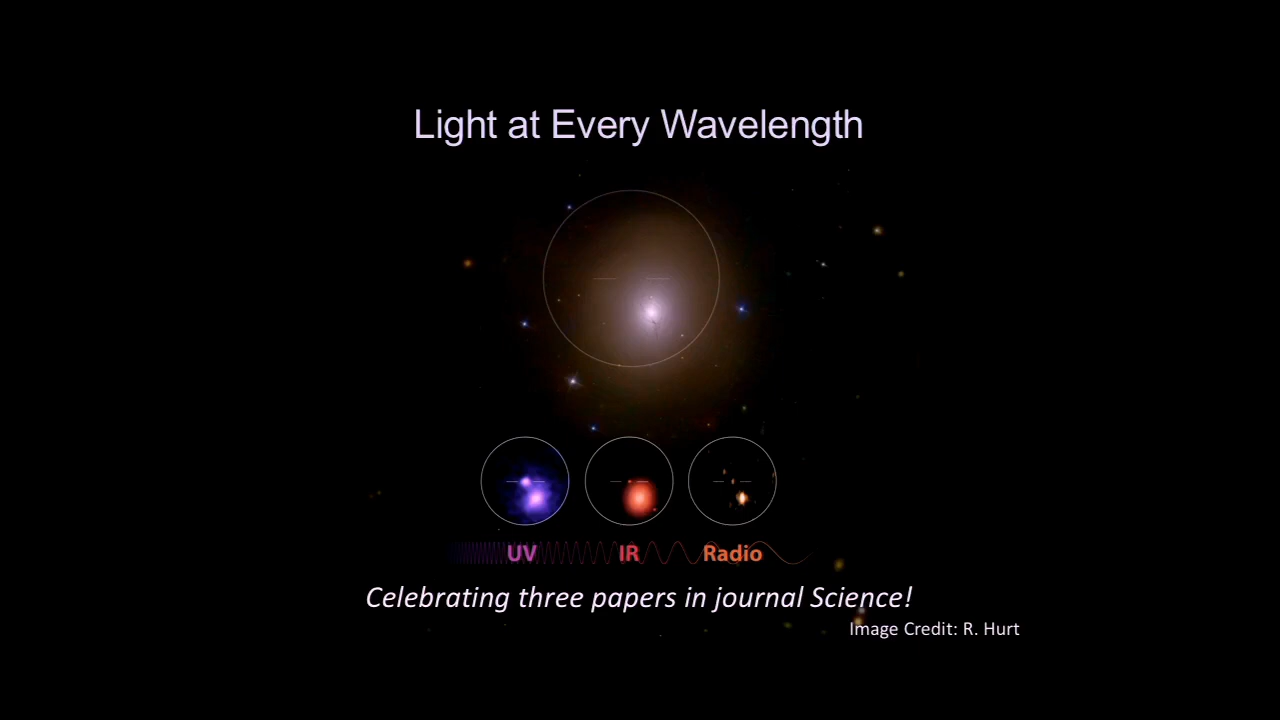 Light at Every Wavelength
UV IR Radio
Celebrating three papers in journal Science!
Image Credit: R. Hurt